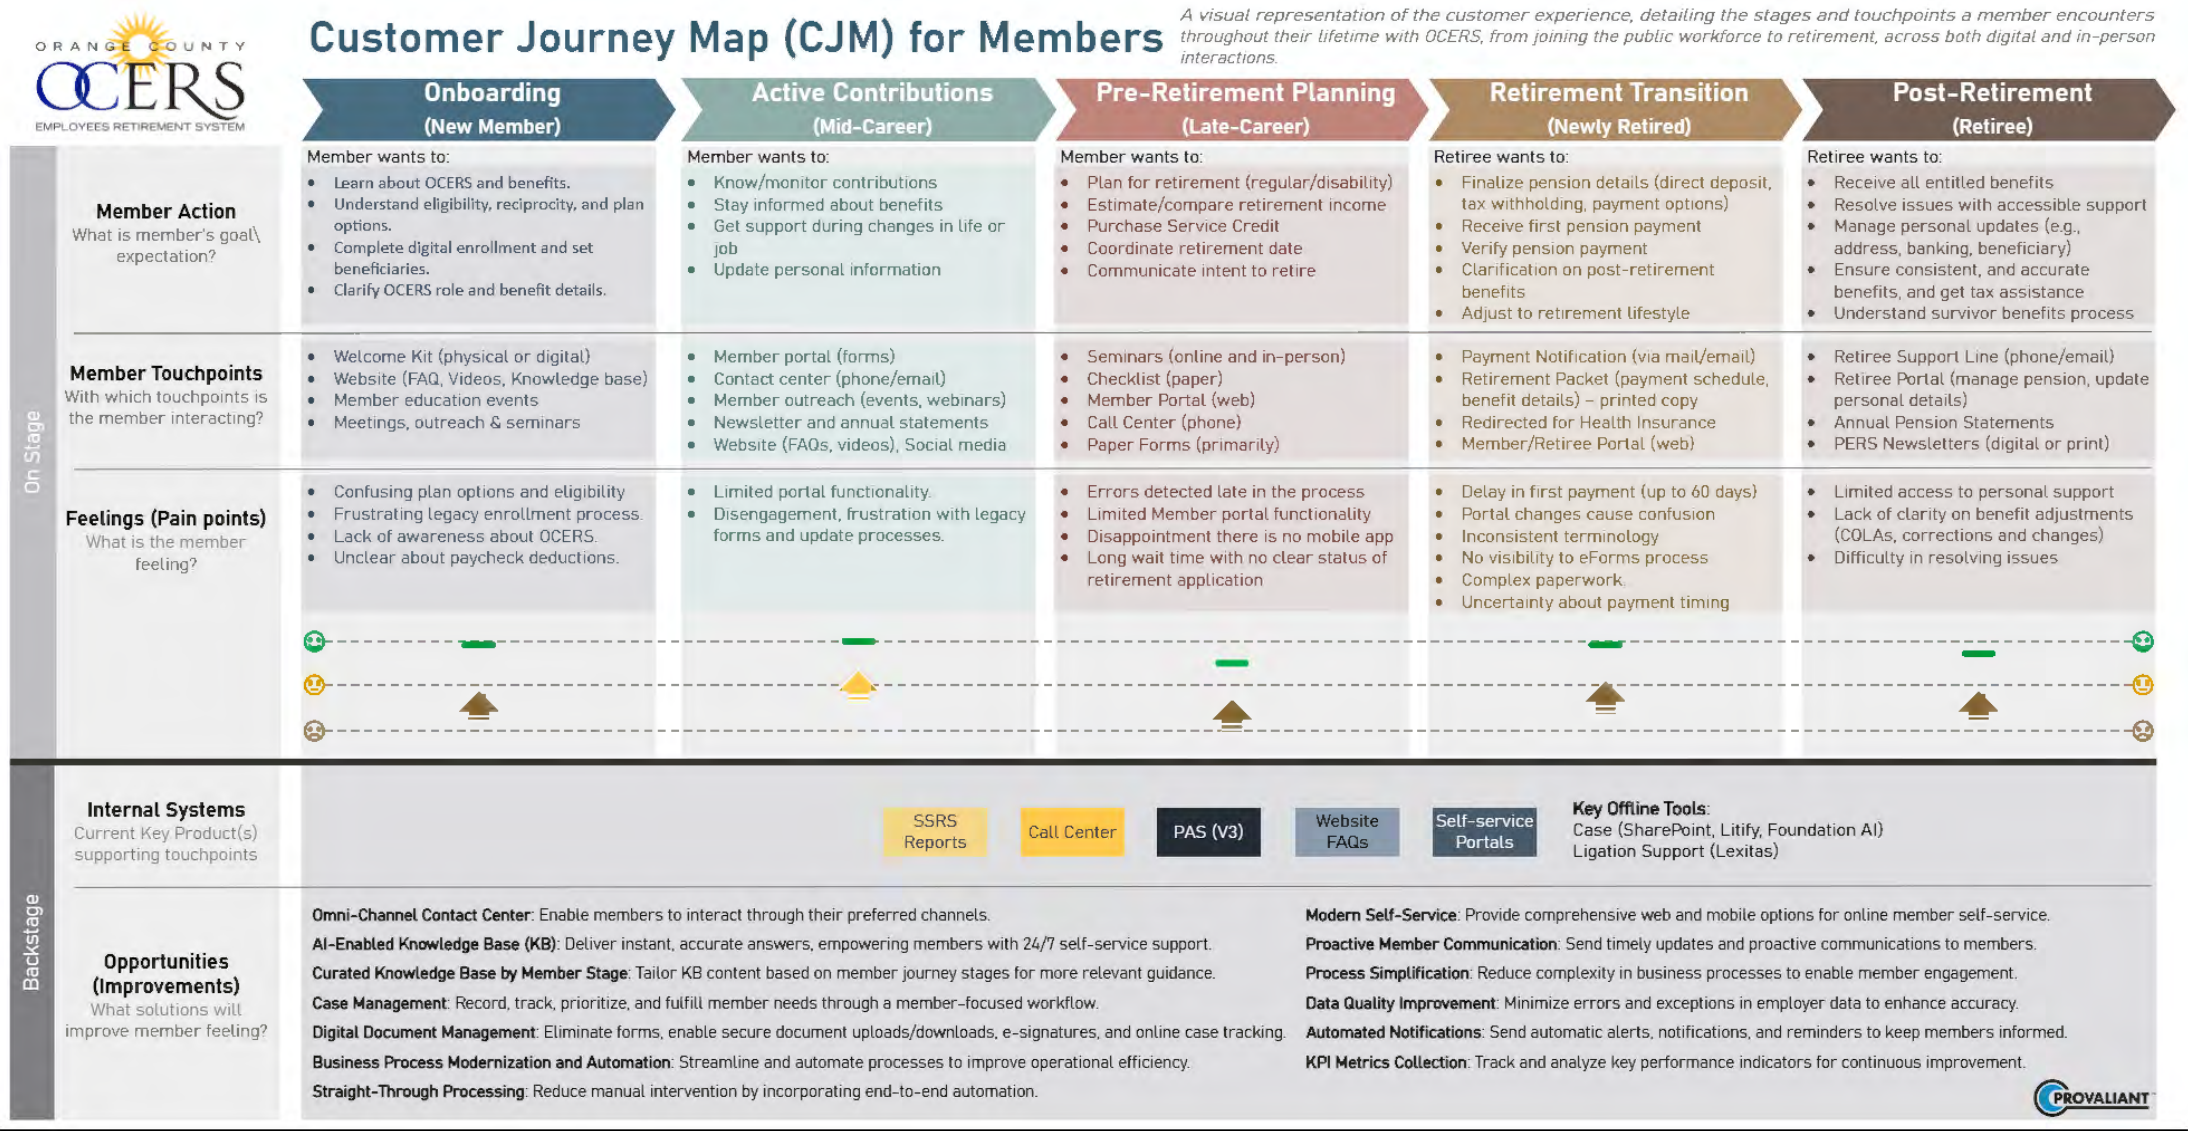 ORANGE COUNTY
OCERS
EMPLOYEES RETIREMENT SYSTEM
Customer Journey Map (CJM) for Members
A visual representation of the customer experience, detailing the stages and touchpoints a member encounters
throughout their lifetime with OCERS, from joining the public workforce to retirement, across both digital and in-person
interactions.
Onboarding
(New Member)
Active Contributions
(Mid-Career)
Pre-Retirement Planning
(Late-Career)
Retirement Transition
(Newly Retired)
Post-Retirement
(Retiree)
On Stage
Member Action
What is member's goal\
expectation?
Member wants to:
• Learn about OCERS and benefits.
• Understand eligibility, reciprocity, and plan
options.
• Complete digital enrollment and set
beneficiaries.
• Clarify OCERS role and benefit details.
Member wants to:
• Know/monitor contributions
• Stay informed about benefits
• Get support during changes in life or
job
• Update personal information
Member wants to:
• Plan for retirement (regular/disability)
• Estimate/compare retirement income
• Purchase Service Credit
• Coordinate retirement date
• Communicate intent to retire
Retiree wants to:
• Finalize pension details (direct deposit,
tax withholding, payment options)
• Receive first pension payment
• Verify pension payment
• Clarification on post-retirement
benefits
• Adjust to retirement lifestyle
Retiree wants to:
• Receive all entitled benefits
• Resolve issues with accessible support
• Manage personal updates (e.g.,
address, banking, beneficiary)
• Ensure consistent, and accurate
benefits, and get tax assistance
• Understand survivor benefits process
Member Touchpoints
With which touchpoints is
the member interacting?
• Welcome Kit (physical or digital)
• Website (FAQ, Videos, Knowledge base)
• Member education events
• Meetings, outreach & seminars
• Member portal (forms)
• Contact center (phone/email)
• Member outreach (events, webinars)
• Newsletter and annual statements
• Website (FAQs, videos), Social media
• Seminars (online and in-person)
• Checklist (paper)
• Member Portal (web)
• Call Center (phone)
• Paper Forms (primarily)
• Payment Notification (via mail/email)
• Retirement Packet (payment schedule,
benefit details) – printed copy
• Redirected for Health Insurance
• Member/Retiree Portal (web)
• Retiree Support Line (phone/email)
• Retiree Portal (manage pension, update
personal details)
• Annual Pension Statements
• PERS Newsletters (digital or print)
Feelings (Pain points)
What is the member
feeling?
• Confusing plan options and eligibility
• Frustrating legacy enrollment process.
• Lack of awareness about OCERS.
• Unclear about paycheck deductions.
• Limited portal functionality.
• Disengagement, frustration with legacy
forms and update processes.
• Errors detected late in the process
• Limited Member portal functionality
• Disappointment there is no mobile app
• Long wait time with no clear status of
retirement application
• Delay in first payment (up to 60 days)
• Portal changes cause confusion
• Inconsistent terminology
• No visibility to eForms process
• Complex paperwork.
• Uncertainty about payment timing
• Limited access to personal support
• Lack of clarity on benefit adjustments
(COLAs, corrections and changes)
• Difficulty in resolving issues
Backstage
Internal Systems
Current Key Product(s)
supporting touchpoints
SSRS
Reports
Call Center
PAS (V3)
Website
FAQs
Self-service
Portals
Key Offline Tools:
Case (SharePoint, Litify, Foundation AI)
Ligation Support (Lexitas)
Opportunities
(Improvements)
What solutions will
improve member feeling?
Omni-Channel Contact Center: Enable members to interact through their preferred channels.
AI-Enabled Knowledge Base (KB): Deliver instant, accurate answers, empowering members with 24/7 self-service support.
Curated Knowledge Base by Member Stage: Tailor KB content based on member journey stages for more relevant guidance.
Case Management: Record, track, prioritize, and fulfill member needs through a member-focused workflow.
Digital Document Management: Eliminate forms, enable secure document uploads/downloads, e-signatures, and online case tracking.
Business Process Modernization and Automation: Streamline and automate processes to improve operational efficiency.
Straight-Through Processing: Reduce manual intervention by incorporating end-to-end automation.
Modern Self-Service: Provide comprehensive web and mobile options for online member self-service.
Proactive Member Communication: Send timely updates and proactive communications to members.
Process Simplification: Reduce complexity in business processes to enable member engagement.
Data Quality Improvement: Minimize errors and exceptions in employer data to enhance accuracy.
Automated Notifications: Send automatic alerts, notifications, and reminders to keep members informed.
KPI Metrics Collection: Track and analyze key performance indicators for continuous improvement.
PROVALIANT